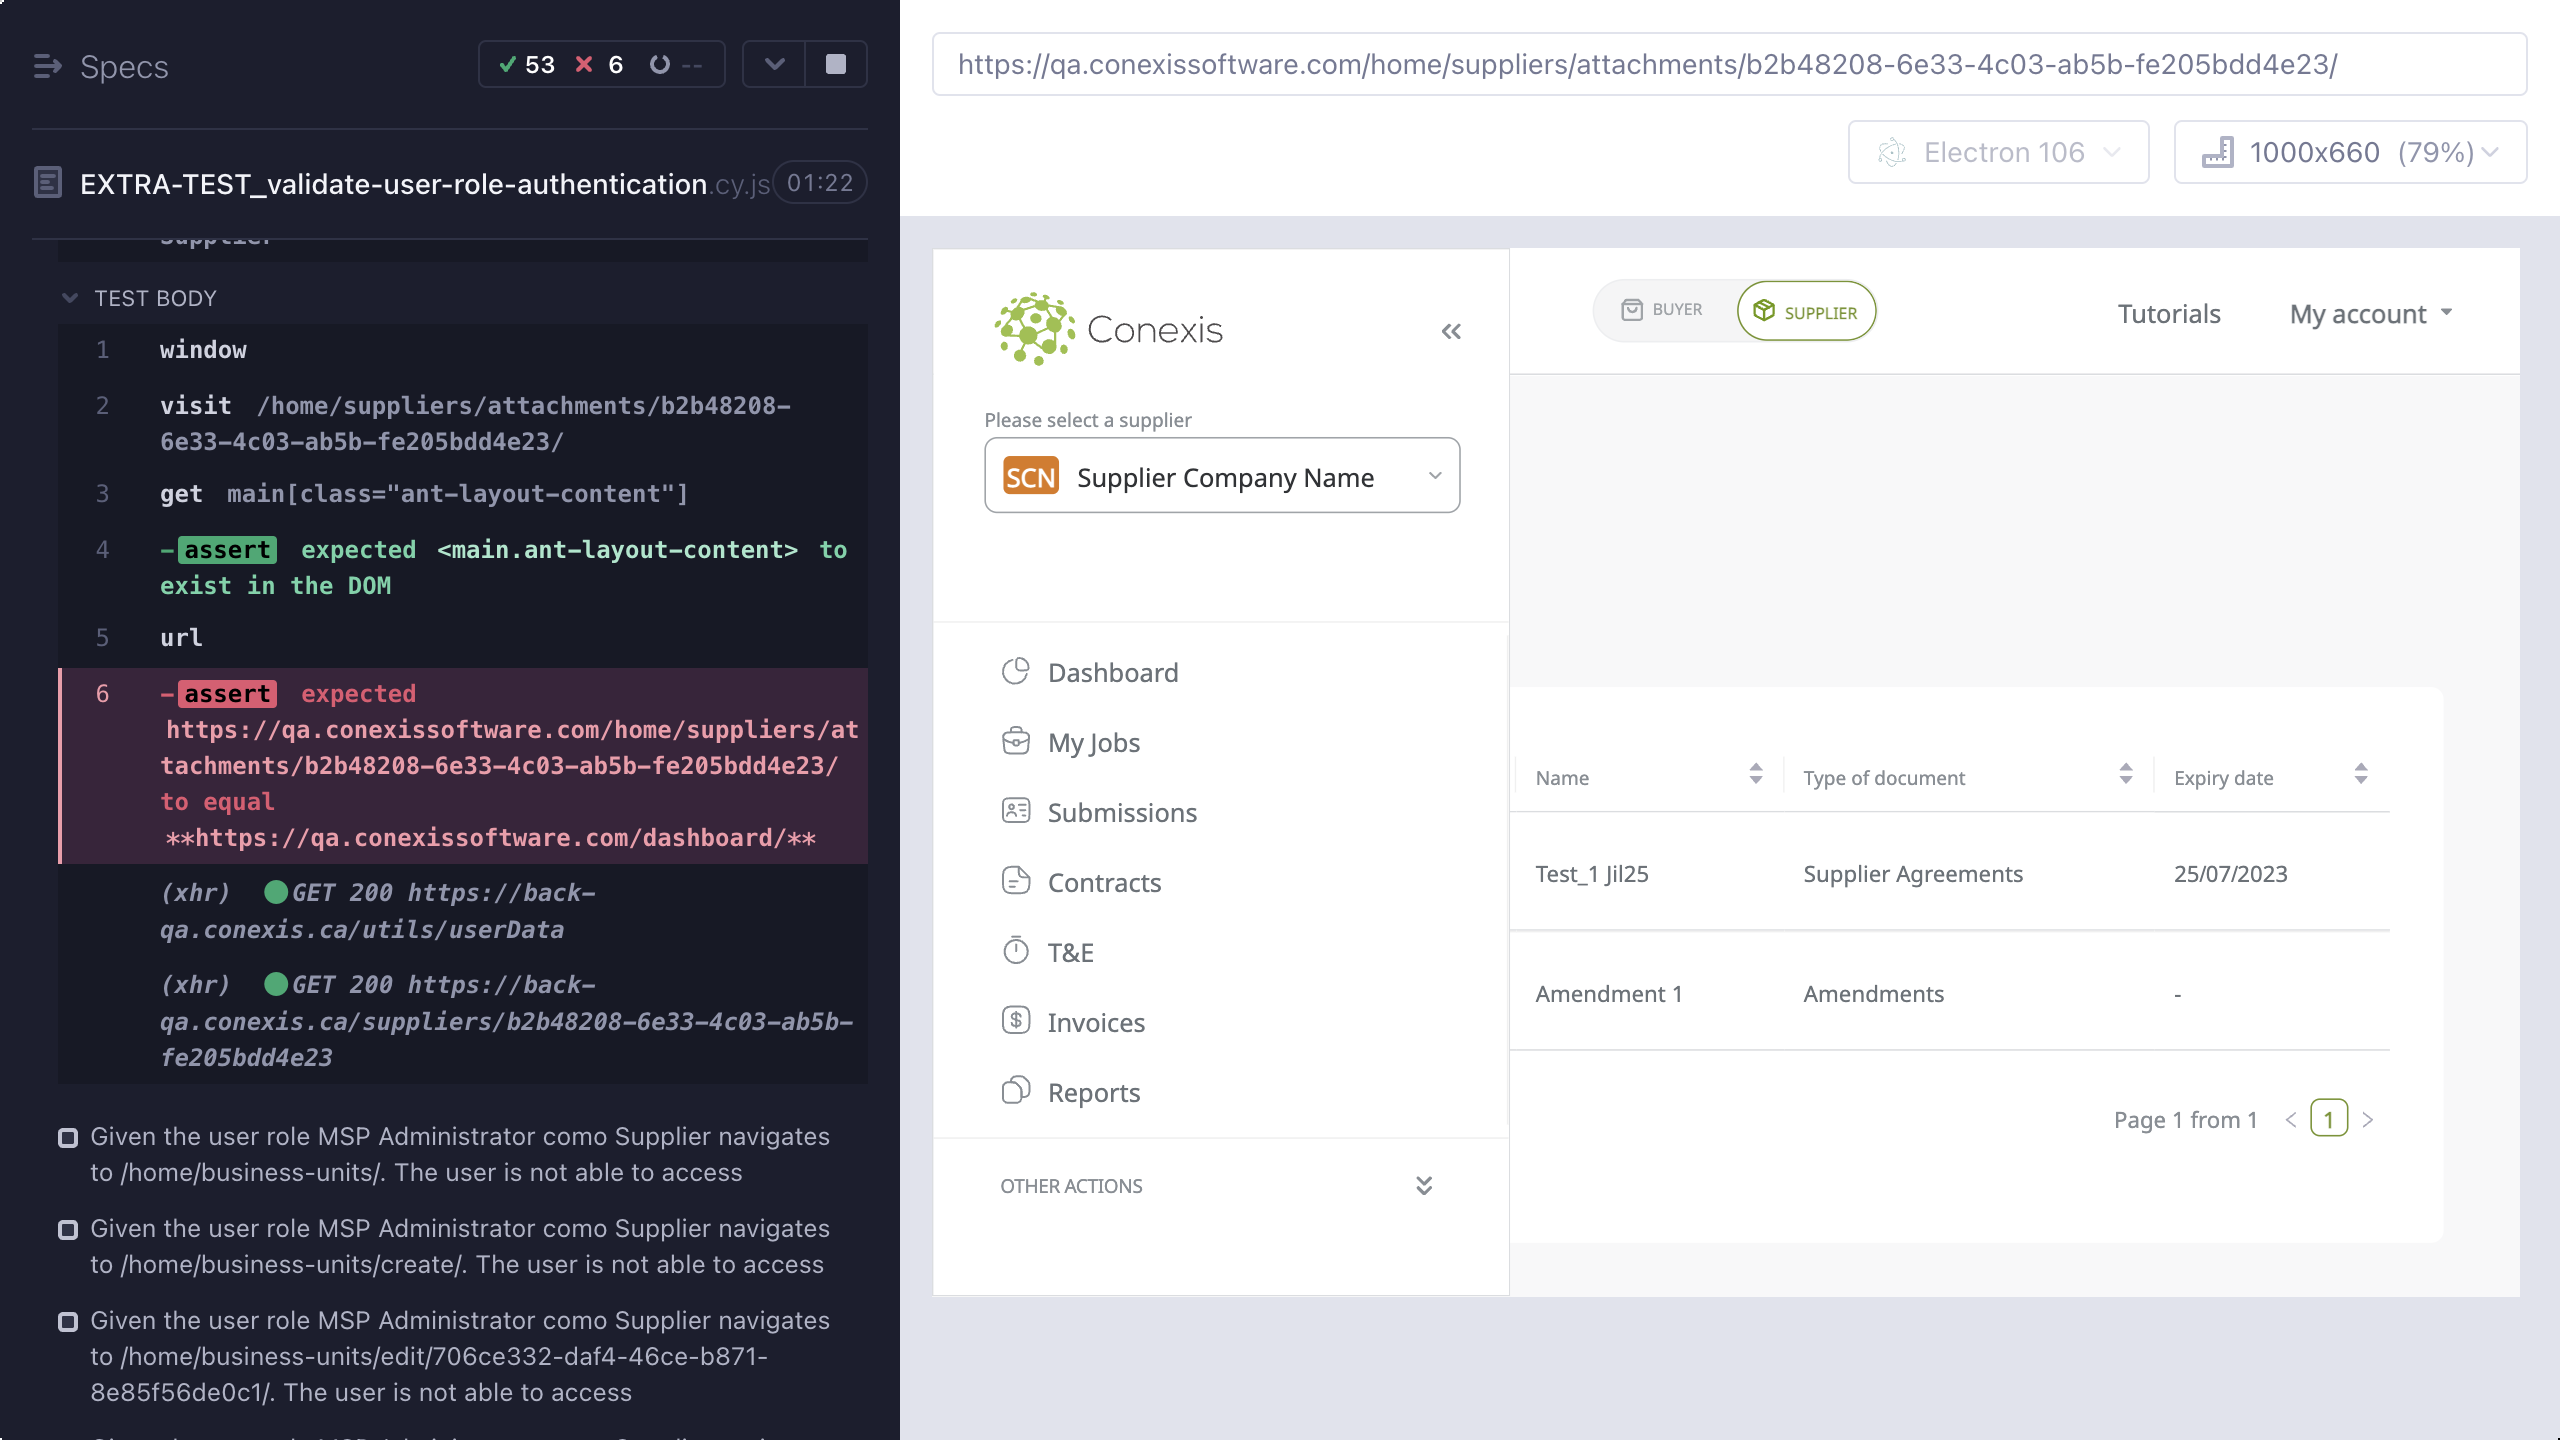 Specs
53 6 --
EXTRA-TEST_validate-user-role-authentication.cy.js 01:22
TEST BODY
1 window
2 visit /home/suppliers/attachments/b2b48208-
6e33-4c03-ab5b-fe205bdd4e23/
3 get main[class="ant-layout-content"]
4 -assert expected <main.ant-layout-content> to
exist in the DOM
5 url
6 -assert expected
https://qa.conexissoftware.com/home/suppliers/at
tachments/b2b48208-6e33-4c03-ab5b-fe205bdd4e23/
to equal
**https://qa.conexissoftware.com/dashboard/**
(xhr) GET 200 https://back-
qa.conexis.ca/utils/userData
(xhr) GET 200 https://back-
qa.conexis.ca/suppliers/b2b48208-6e33-4c03-ab5b-
fe205bdd4e23
Given the user role MSP Administrator como Supplier navigates
to /home/business-units/. The user is not able to access
Given the user role MSP Administrator como Supplier navigates
to /home/business-units/create/. The user is not able to access
Given the user role MSP Administrator como Supplier navigates
to /home/business-units/edit/706ce332-daf4-46ce-b871-
8e85f56de0c1/. The user is not able to access
https://qa.conexissoftware.com/home/suppliers/attachments/b2b48208-6e33-4c03-ab5b-fe205bdd4e23/
Electron 106
1000x660 (79%)
Conexis
BUYER
SUPPLIER
Tutorials
My account
Please select a supplier
SCN Supplier Company Name
Dashboard
My Jobs
Submissions
Contracts
T&E
Invoices
Reports
OTHER ACTIONS
Name Type of document Expiry date
Test_1 Jil25 Supplier Agreements 25/07/2023
Amendment 1 Amendments -
Page 1 from 1 < 1 >